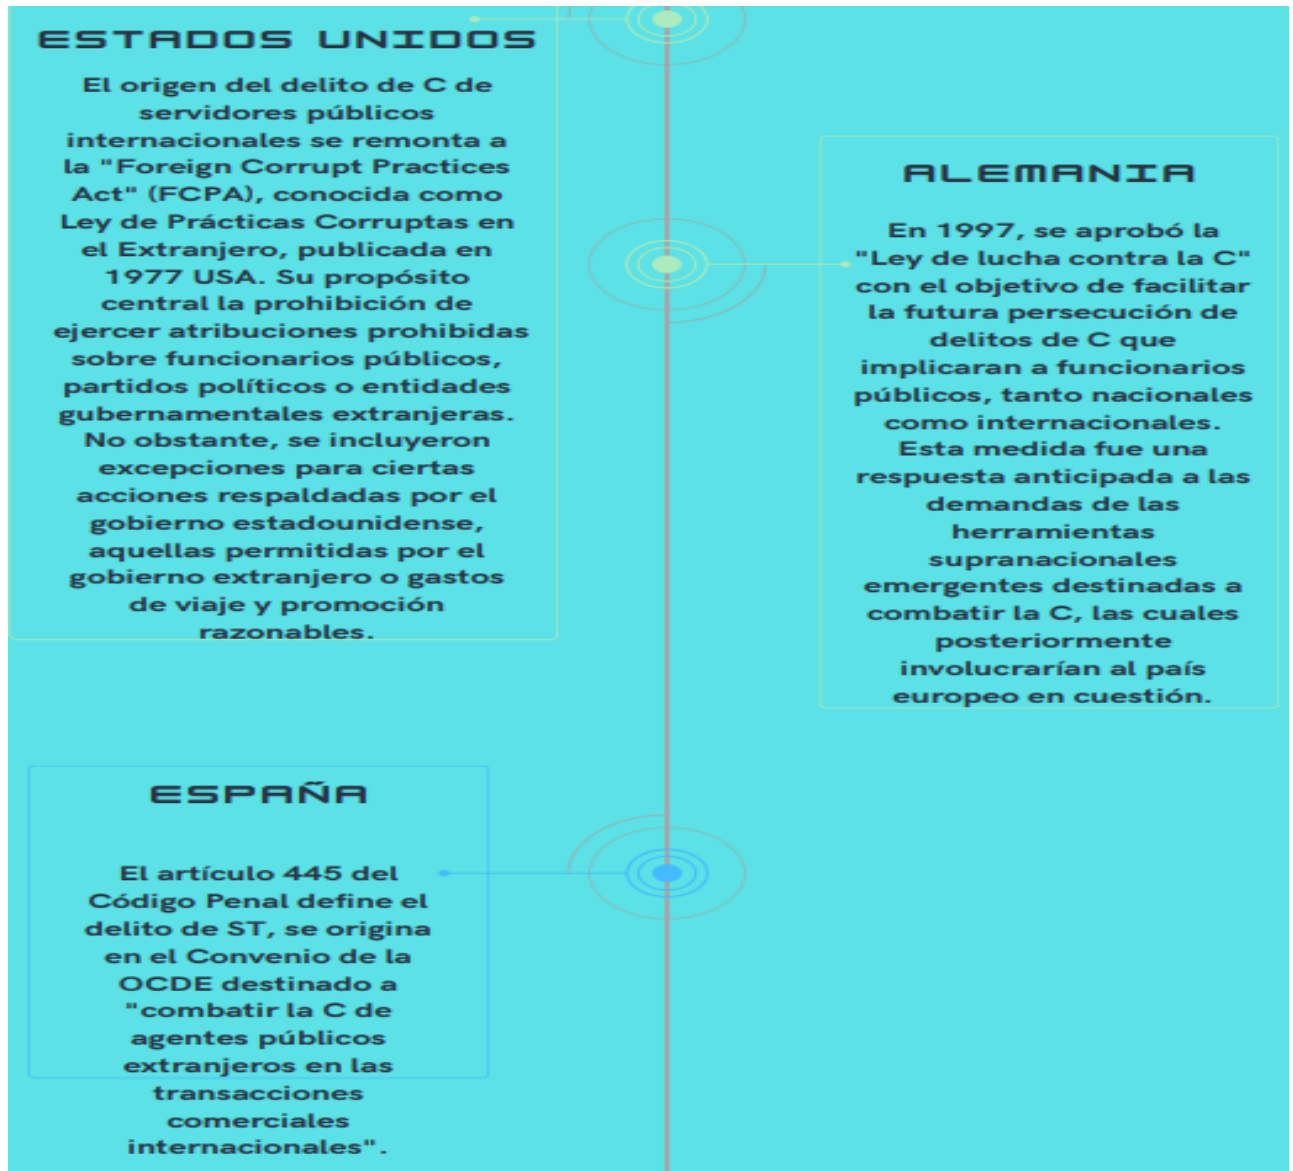 ESTADOS UNIDOS
El origen del delito de C de
servidores públicos
internacionales se remonta a
la "Foreign Corrupt Practices
Act" (FCPA), conocida como
Ley de Prácticas Corruptas en
el Extranjero, publicada en
1977 USA. Su propósito
central la prohibición de
ejercer atribuciones prohibidas
sobre funcionarios públicos,
partidos políticos o entidades
gubernamentales extranjeras.
No obstante, se incluyeron
excepciones para ciertas
acciones respaldadas por el
gobierno estadounidense,
aquellas permitidas por el
gobierno extranjero o gastos
de viaje y promoción
razonables.
ALEMANIA
En 1997, se aprobó la
"Ley de lucha contra la C"
con el objetivo de facilitar
la futura persecución de
delitos de C que
implicaran a funcionarios
públicos, tanto nacionales
como internacionales.
Esta medida fue una
respuesta anticipada a las
demandas de las
herramientas
supranacionales
emergentes destinadas a
combatir la C, las cuales
posteriormente
involucrarían al país
europeo en cuestión.
ESPAÑA
El artículo 445 del
Código Penal define el
delito de ST, se origina
en el Convenio de la
OCDE destinado a
"combatir la C de
agentes públicos
extranjeros en las
transacciones
comerciales
internacionales".